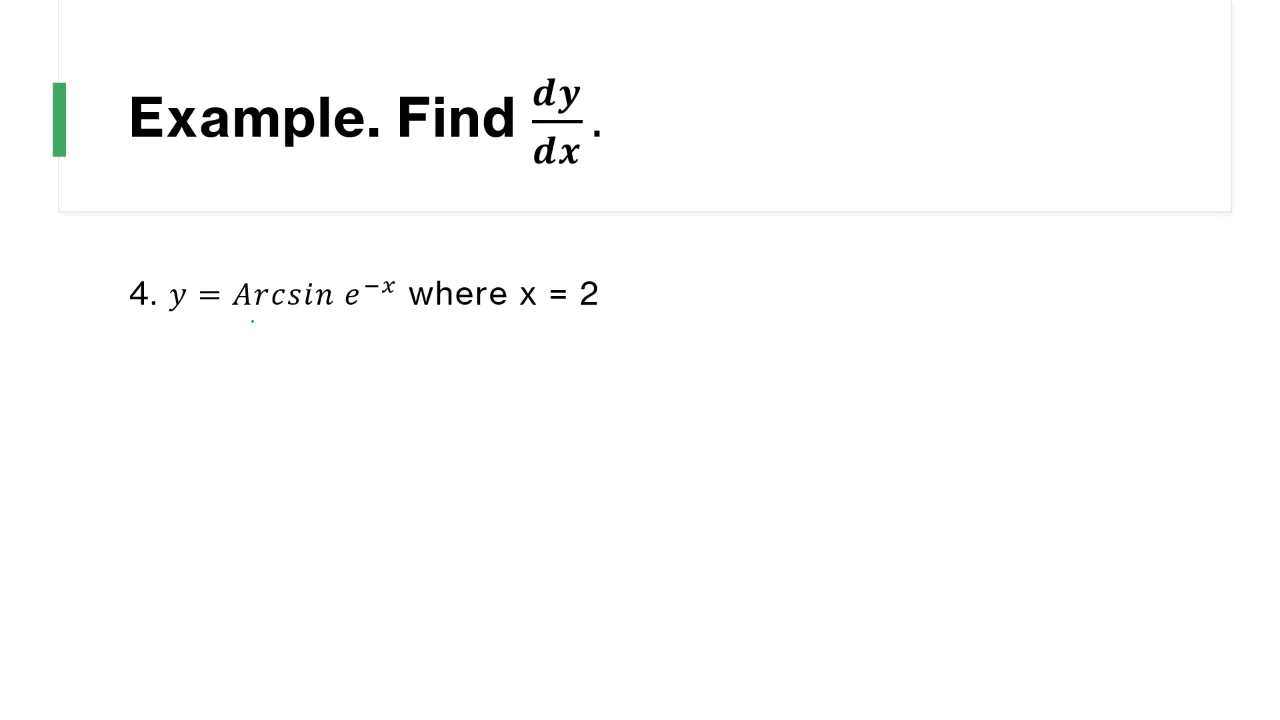 Example. Find dy/dx.
4. y = Arcsin e^{-x} where x = 2